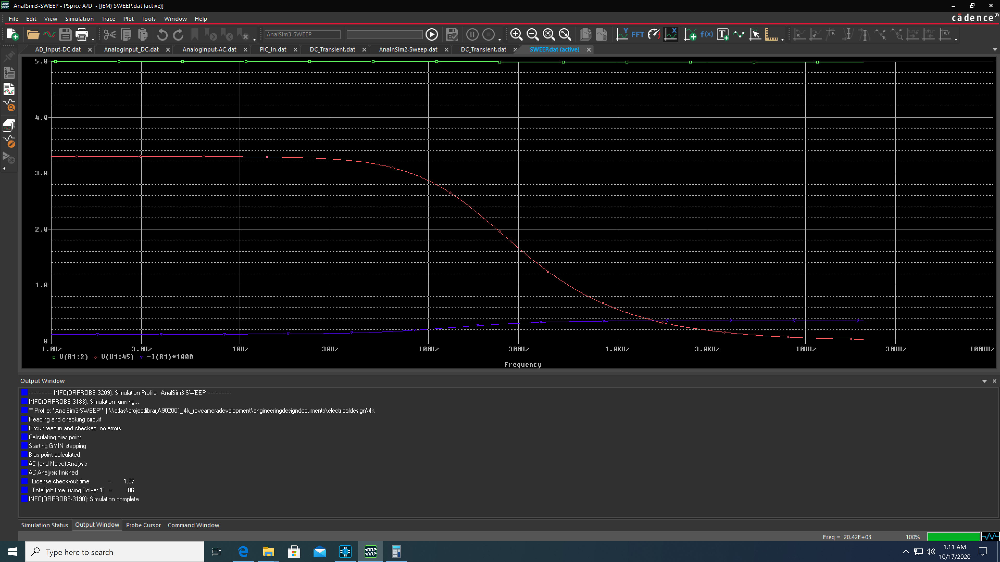 AnalSim3-SWEEP - PSpice A/D - [(EM) SWEEP.dat (active)]
File Edit View Simulation Trace Plot Tools Window Help
cādence®
AnalSim3-SWEEP
FFT
f(x)
AD_Input-DC.dat AnalogInput_DC.dat AnalogInput-AC.dat PIC_In.dat DC_Transient.dat AnalnSim2-Sweep.dat DC_Transient.dat SWEEP.dat (active)
5.0
4.0
3.0
2.0
1.0
0
1.0Hz 3.0Hz 10Hz 30Hz 100Hz 300Hz 1.0KHz 3.0KHz 10KHz 30KHz 100KHz
V(R1:2) V(U1:45) -I(R1)*1000
Frequency
Output Window
--------------- INFO(ORPROBE-3209): Simulation Profile: AnalSim3-SWEEP ---------------
INFO(ORPROBE-3183): Simulation running...
** Profile: "AnalSim3-SWEEP" [ \\atlas\projectlibrary\902001_4k_rovcameradevelopment\engineeringdesigndocuments\electricaldesign\4k
Reading and checking circuit
Circuit read in and checked, no errors
Calculating bias point
Starting GMIN stepping
Bias point calculated
AC (and Noise) Analysis
AC Analysis finished
License check-out time = 1.27
Total job time (using Solver 1) = .06
INFO(ORPROBE-3190): Simulation complete
Simulation Status Output Window Probe Cursor Command Window
Freq = 20.42E+03 100%
Type here to search
1:11 AM
10/17/2020